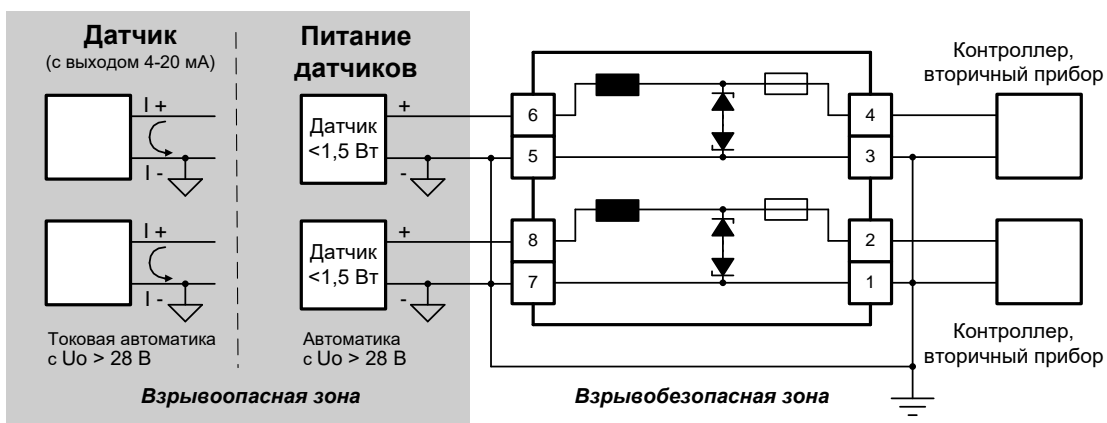 Датчик
(с выходом 4-20 мА)
I +
I -
I +
I -
Токовая автоматика
с Uo > 28 В
Питание
датчиков
Датчик
<1,5 Вт
+
-
Датчик
<1,5 Вт
+
-
Автоматика
с Uo > 28 В
Взрывоопасная зона
6
5
8
7
4
3
2
1
Контроллер,
вторичный прибор
Контроллер,
вторичный прибор
Взрывобезопасная зона